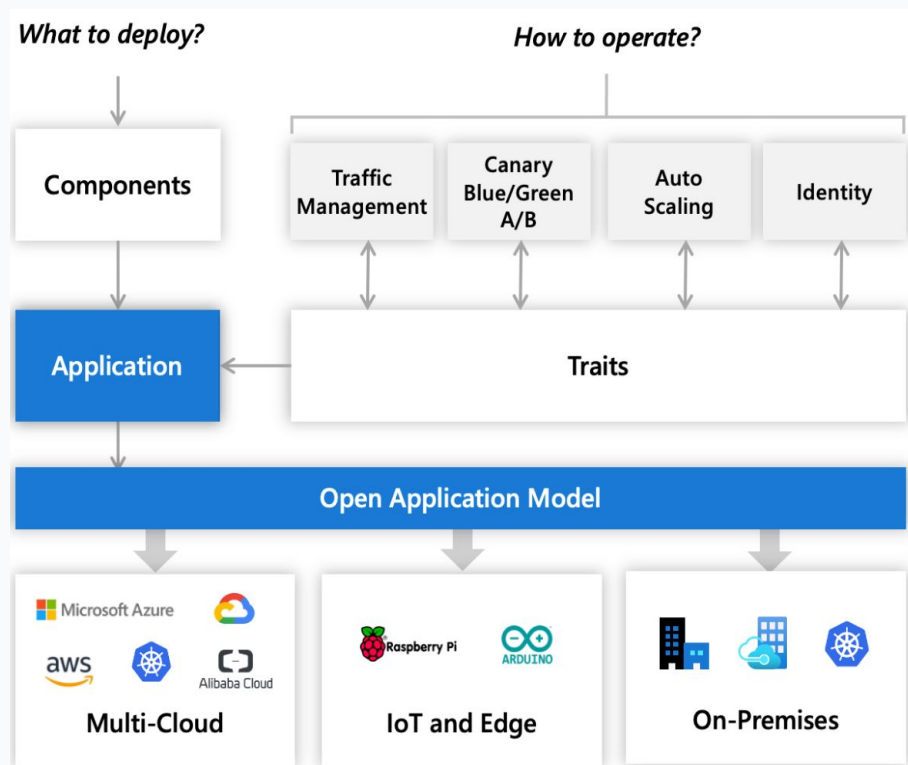 What to deploy?
How to operate?
Components
Traffic
Management
Canary
Blue/Green
A/B
Auto
Scaling
Identity
Application
Traits
Open Application Model
Microsoft Azure
aws
Alibaba Cloud
Multi-Cloud
Raspberry Pi
ARDUINO
IoT and Edge
On-Premises